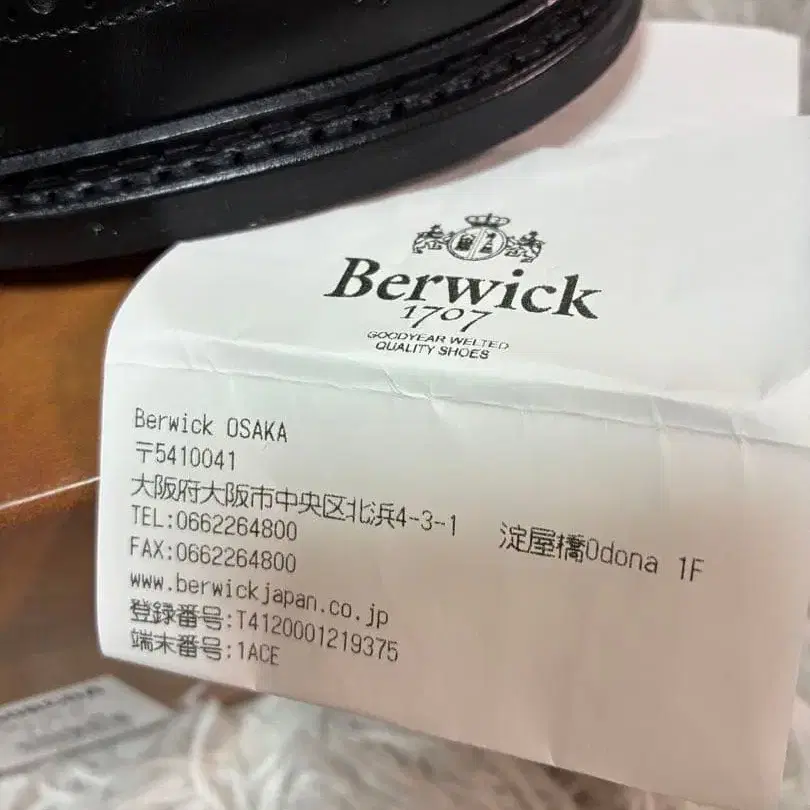 Berwick
1707
GOODYEAR WELTED
QUALITY SHOES
Berwick OSAKA
〒5410041
大阪府大阪市中央区北浜4-3-1 淀屋橋Odona 1F
TEL:0662264800
FAX:0662264800
www.berwickjapan.co.jp
登録番号:T4120001219375
端末番号:1ACE